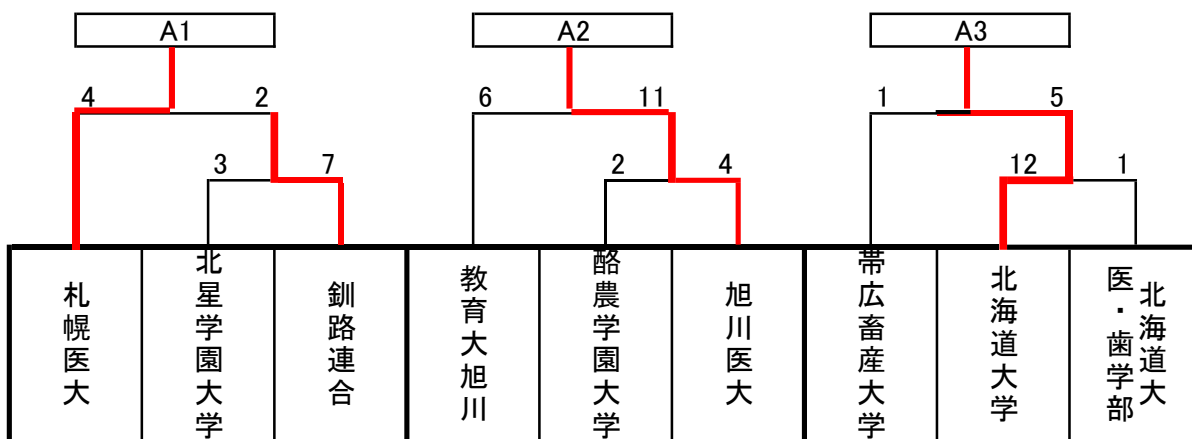 A1
A2
A3
4
2
6
11
1
5
3
7
2
4
12
1
札幌医大
北星学園大学
釧路連合
教育大旭川
酪農学園大学
旭川医大
帯広畜産大学
北海道大学
北海道大
医・歯学部